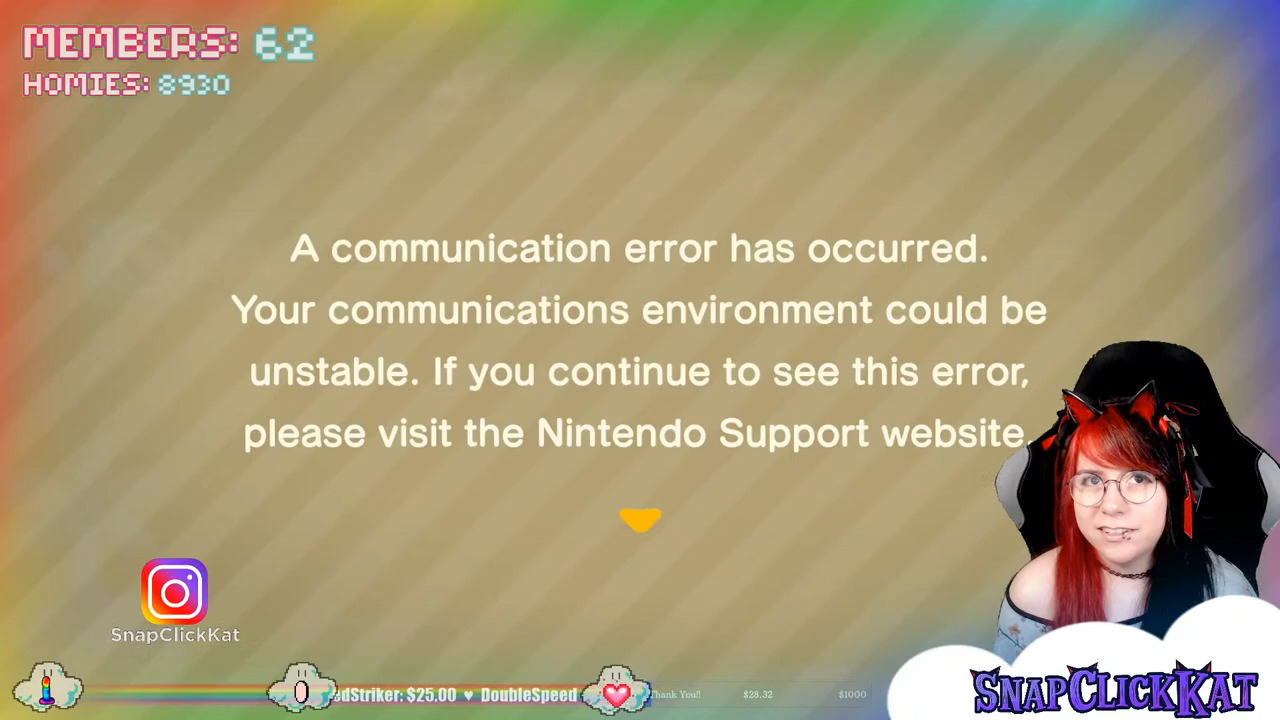 MEMBERS: 62
HOMIES: 8930
A communication error has occurred.
Your communications environment could be
unstable. If you continue to see this error,
please visit the Nintendo Support website.
SnapClickKat
edStriker: $25.00 ♥ DoubleSpeed
Thank You!! $28.32 $1000
SNAPCLICKKAT